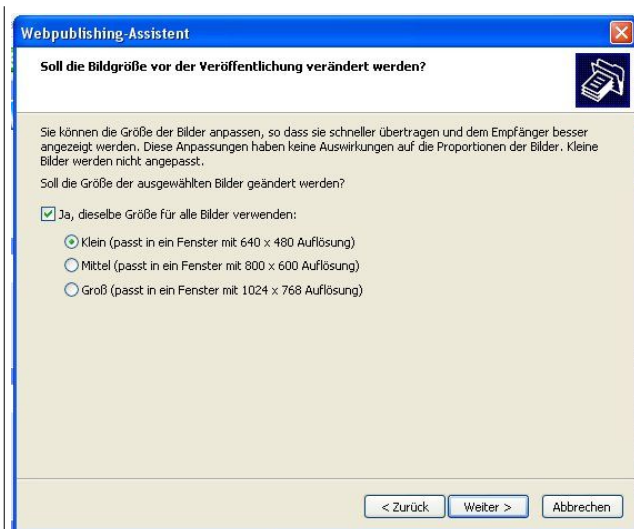 Webpublishing-Assistent
Soll die Bildgröße vor der Veröffentlichung verändert werden?
Sie können die Größe der Bilder anpassen, so dass sie schneller übertragen und dem Empfänger besser
angezeigt werden. Diese Anpassungen haben keine Auswirkungen auf die Proportionen der Bilder. Kleine
Bilder werden nicht angepasst.
Soll die Größe der ausgewählten Bilder geändert werden?
Ja, dieselbe Größe für alle Bilder verwenden:
Klein (passt in ein Fenster mit 640 x 480 Auflösung)
Mittel (passt in ein Fenster mit 800 x 600 Auflösung)
Groß (passt in ein Fenster mit 1024 x 768 Auflösung)
< Zurück Weiter > Abbrechen